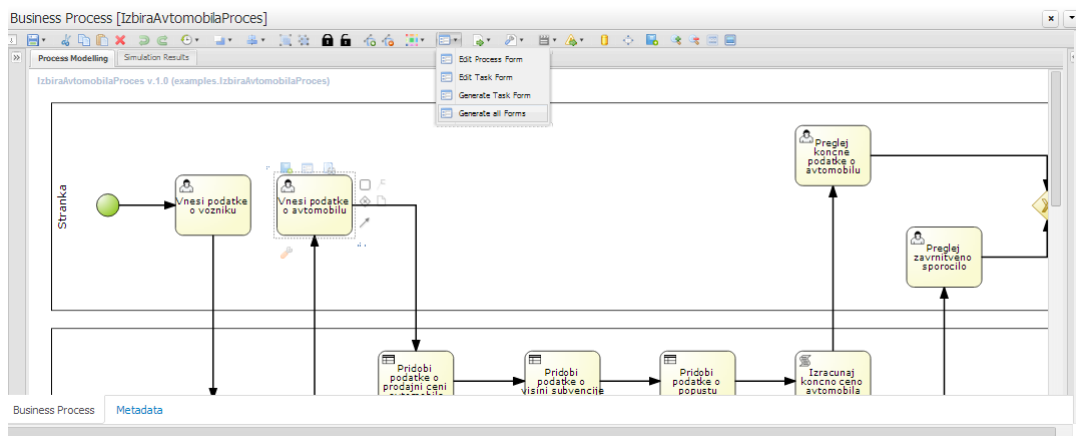 Business Process [IzbiraAvtomobilaProces]
Process Modelling
Simulation Results
Edit Process Form
Edit Task Form
Generate Task Form
Generate all Forms
IzbiraAvtomobilaProces v.1.0 (examples.IzbiraAvtomobilaProces)
Stranka
Vnesi podatke
o vozniku
Vnesi podatke
o avtomobilu
Preglej
koncne
podatke o
avtomobilu
Preglej
zavrnitveno
sporocilo
Pridobi
podatke o
prodajni ceni
avtomobila
Pridobi
podatke o
visini subvencije
Pridobi
podatke o
popustu
Izracunaj
koncno ceno
avtomobila
Business Process
Metadata